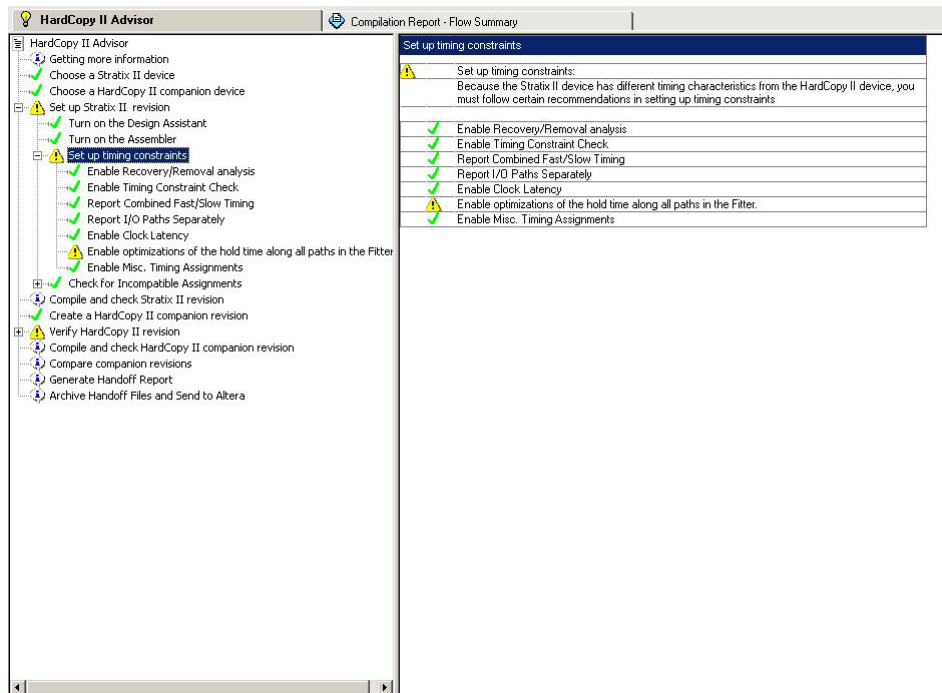 HardCopy II Advisor
Compilation Report - Flow Summary
HardCopy II Advisor
Getting more information
Choose a Stratix II device
Choose a HardCopy II companion device
Set up Stratix II revision
Turn on the Design Assistant
Turn on the Assembler
Set up timing constraints
Enable Recovery/Removal analysis
Enable Timing Constraint Check
Report Combined Fast/Slow Timing
Report I/O Paths Separately
Enable Clock Latency
Enable optimizations of the hold time along all paths in the Fitter
Enable Misc. Timing Assignments
Check for Incompatible Assignments
Compile and check Stratix II revision
Create a HardCopy II companion revision
Verify HardCopy II revision
Compile and check HardCopy II companion revision
Compare companion revisions
Generate Handoff Report
Archive Handoff Files and Send to Altera
Set up timing constraints
Set up timing constraints:
Because the Stratix II device has different timing characteristics from the HardCopy II device, you
must follow certain recommendations in setting up timing constraints
Enable Recovery/Removal analysis
Enable Timing Constraint Check
Report Combined Fast/Slow Timing
Report I/O Paths Separately
Enable Clock Latency
Enable optimizations of the hold time along all paths in the Fitter.
Enable Misc. Timing Assignments